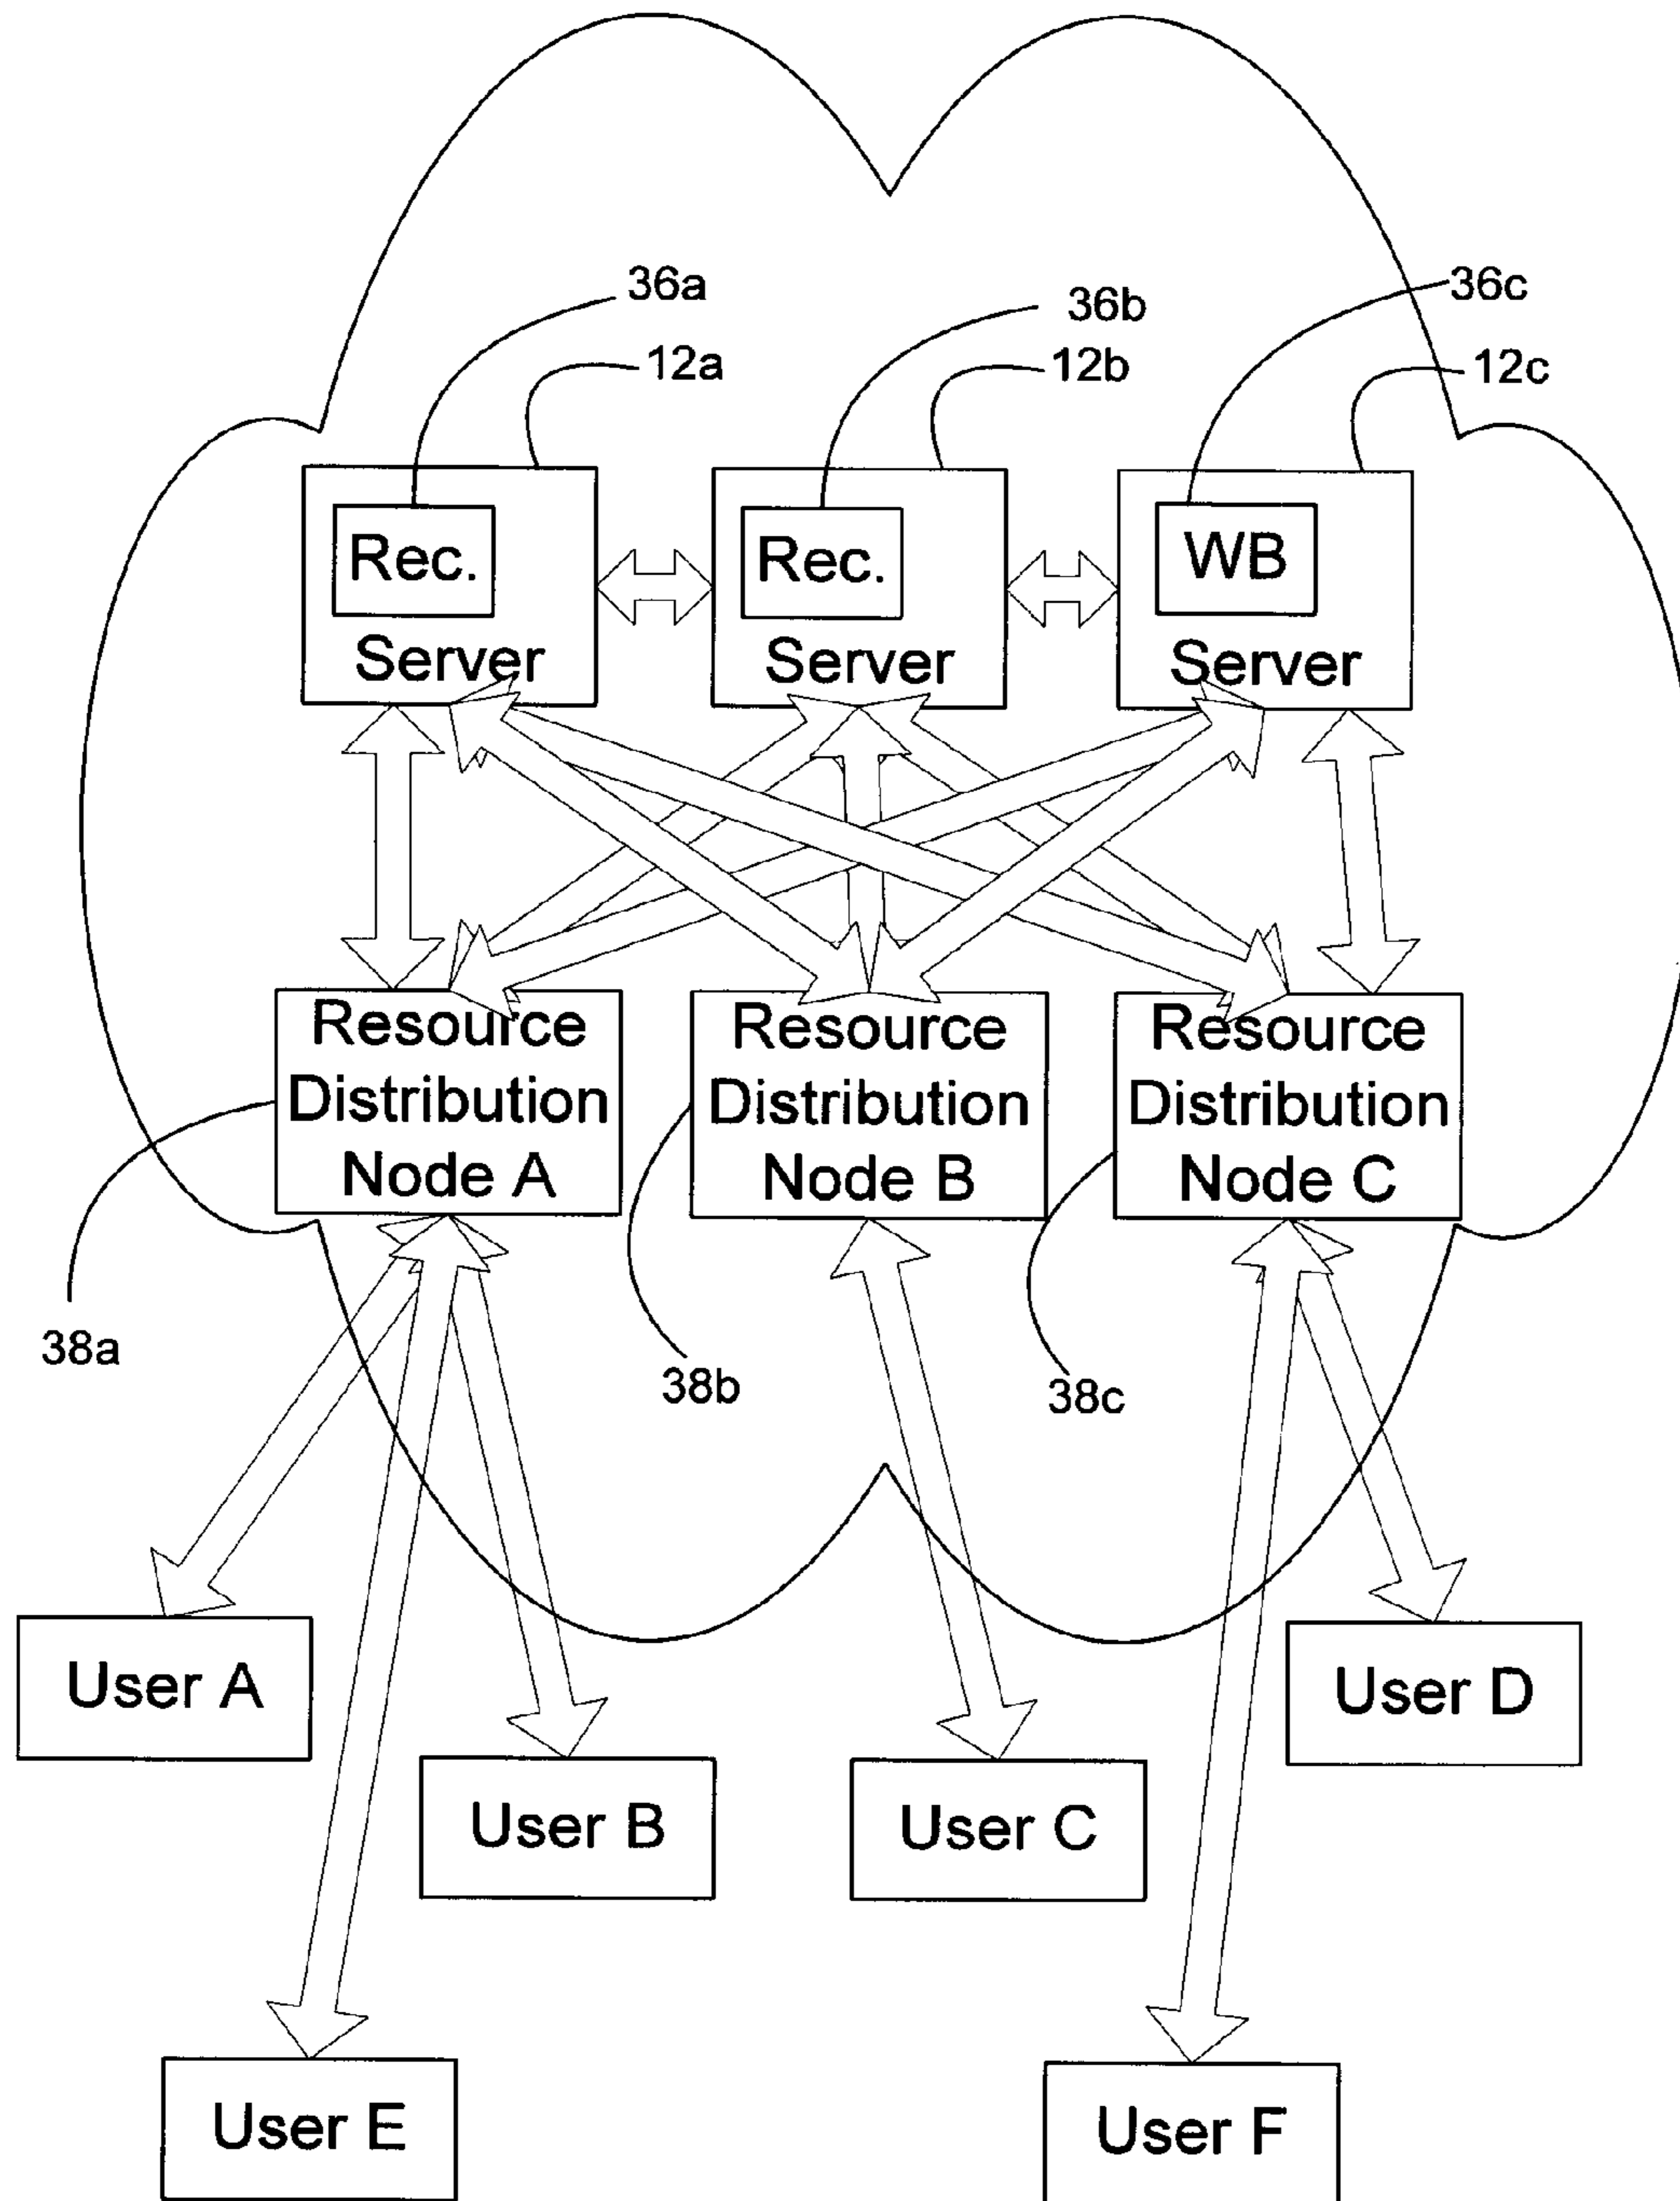 36a
36b
36c
12a
12b
12c
Rec.
Server
Rec.
Server
WB
Server
Resource
Distribution
Node A
Resource
Distribution
Node B
Resource
Distribution
Node C
38a
38b
38c
User A
User B
User C
User D
User E
User F